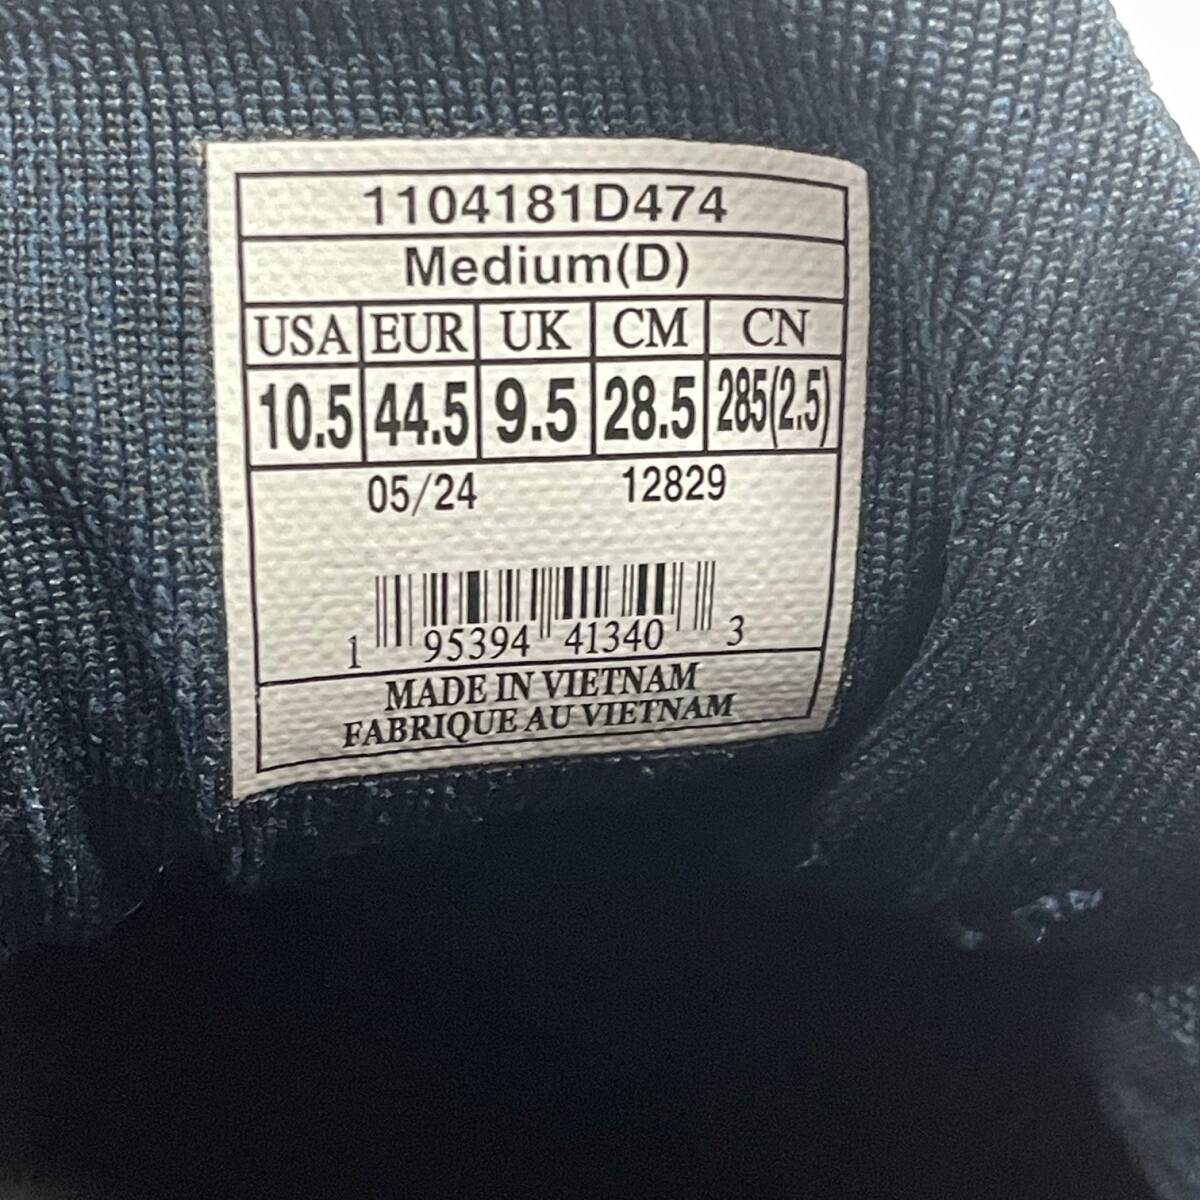 1104181D474
Medium(D)
USA EUR UK CM CN
10.5 44.5 9.5 28.5 285(2.5)
05/24 12829
1 95394 41340 3
MADE IN VIETNAM
FABRIQUE AU VIETNAM